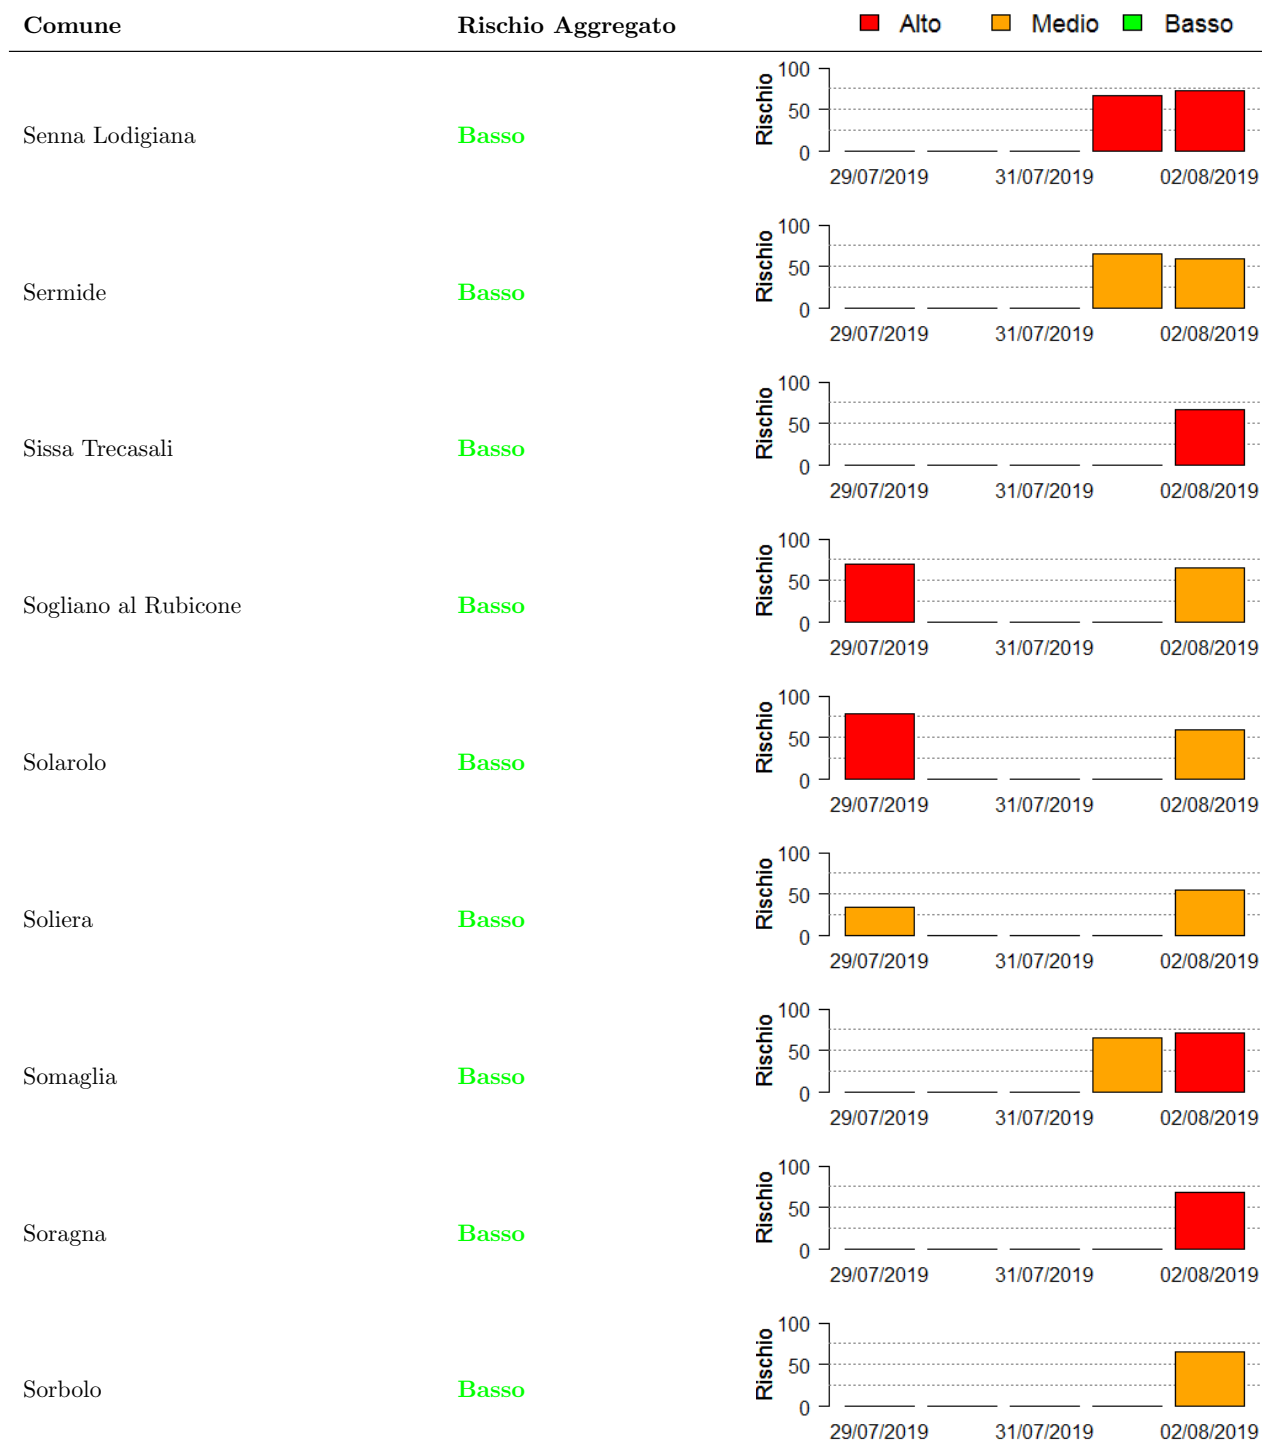 Comune Rischio Aggregato Alto Medio Basso
Senna Lodigiana Basso Rischio 100 50 0
29/07/2019 31/07/2019 02/08/2019
Sermide Basso Rischio 100 50 0
29/07/2019 31/07/2019 02/08/2019
Sissa Trecasali Basso Rischio 100 50 0
29/07/2019 31/07/2019 02/08/2019
Sogliano al Rubicone Basso Rischio 100 50 0
29/07/2019 31/07/2019 02/08/2019
Solarolo Basso Rischio 100 50 0
29/07/2019 31/07/2019 02/08/2019
Soliera Basso Rischio 100 50 0
29/07/2019 31/07/2019 02/08/2019
Somaglia Basso Rischio 100 50 0
29/07/2019 31/07/2019 02/08/2019
Soragna Basso Rischio 100 50 0
29/07/2019 31/07/2019 02/08/2019
Sorbolo Basso Rischio 100 50 0
29/07/2019 31/07/2019 02/08/2019